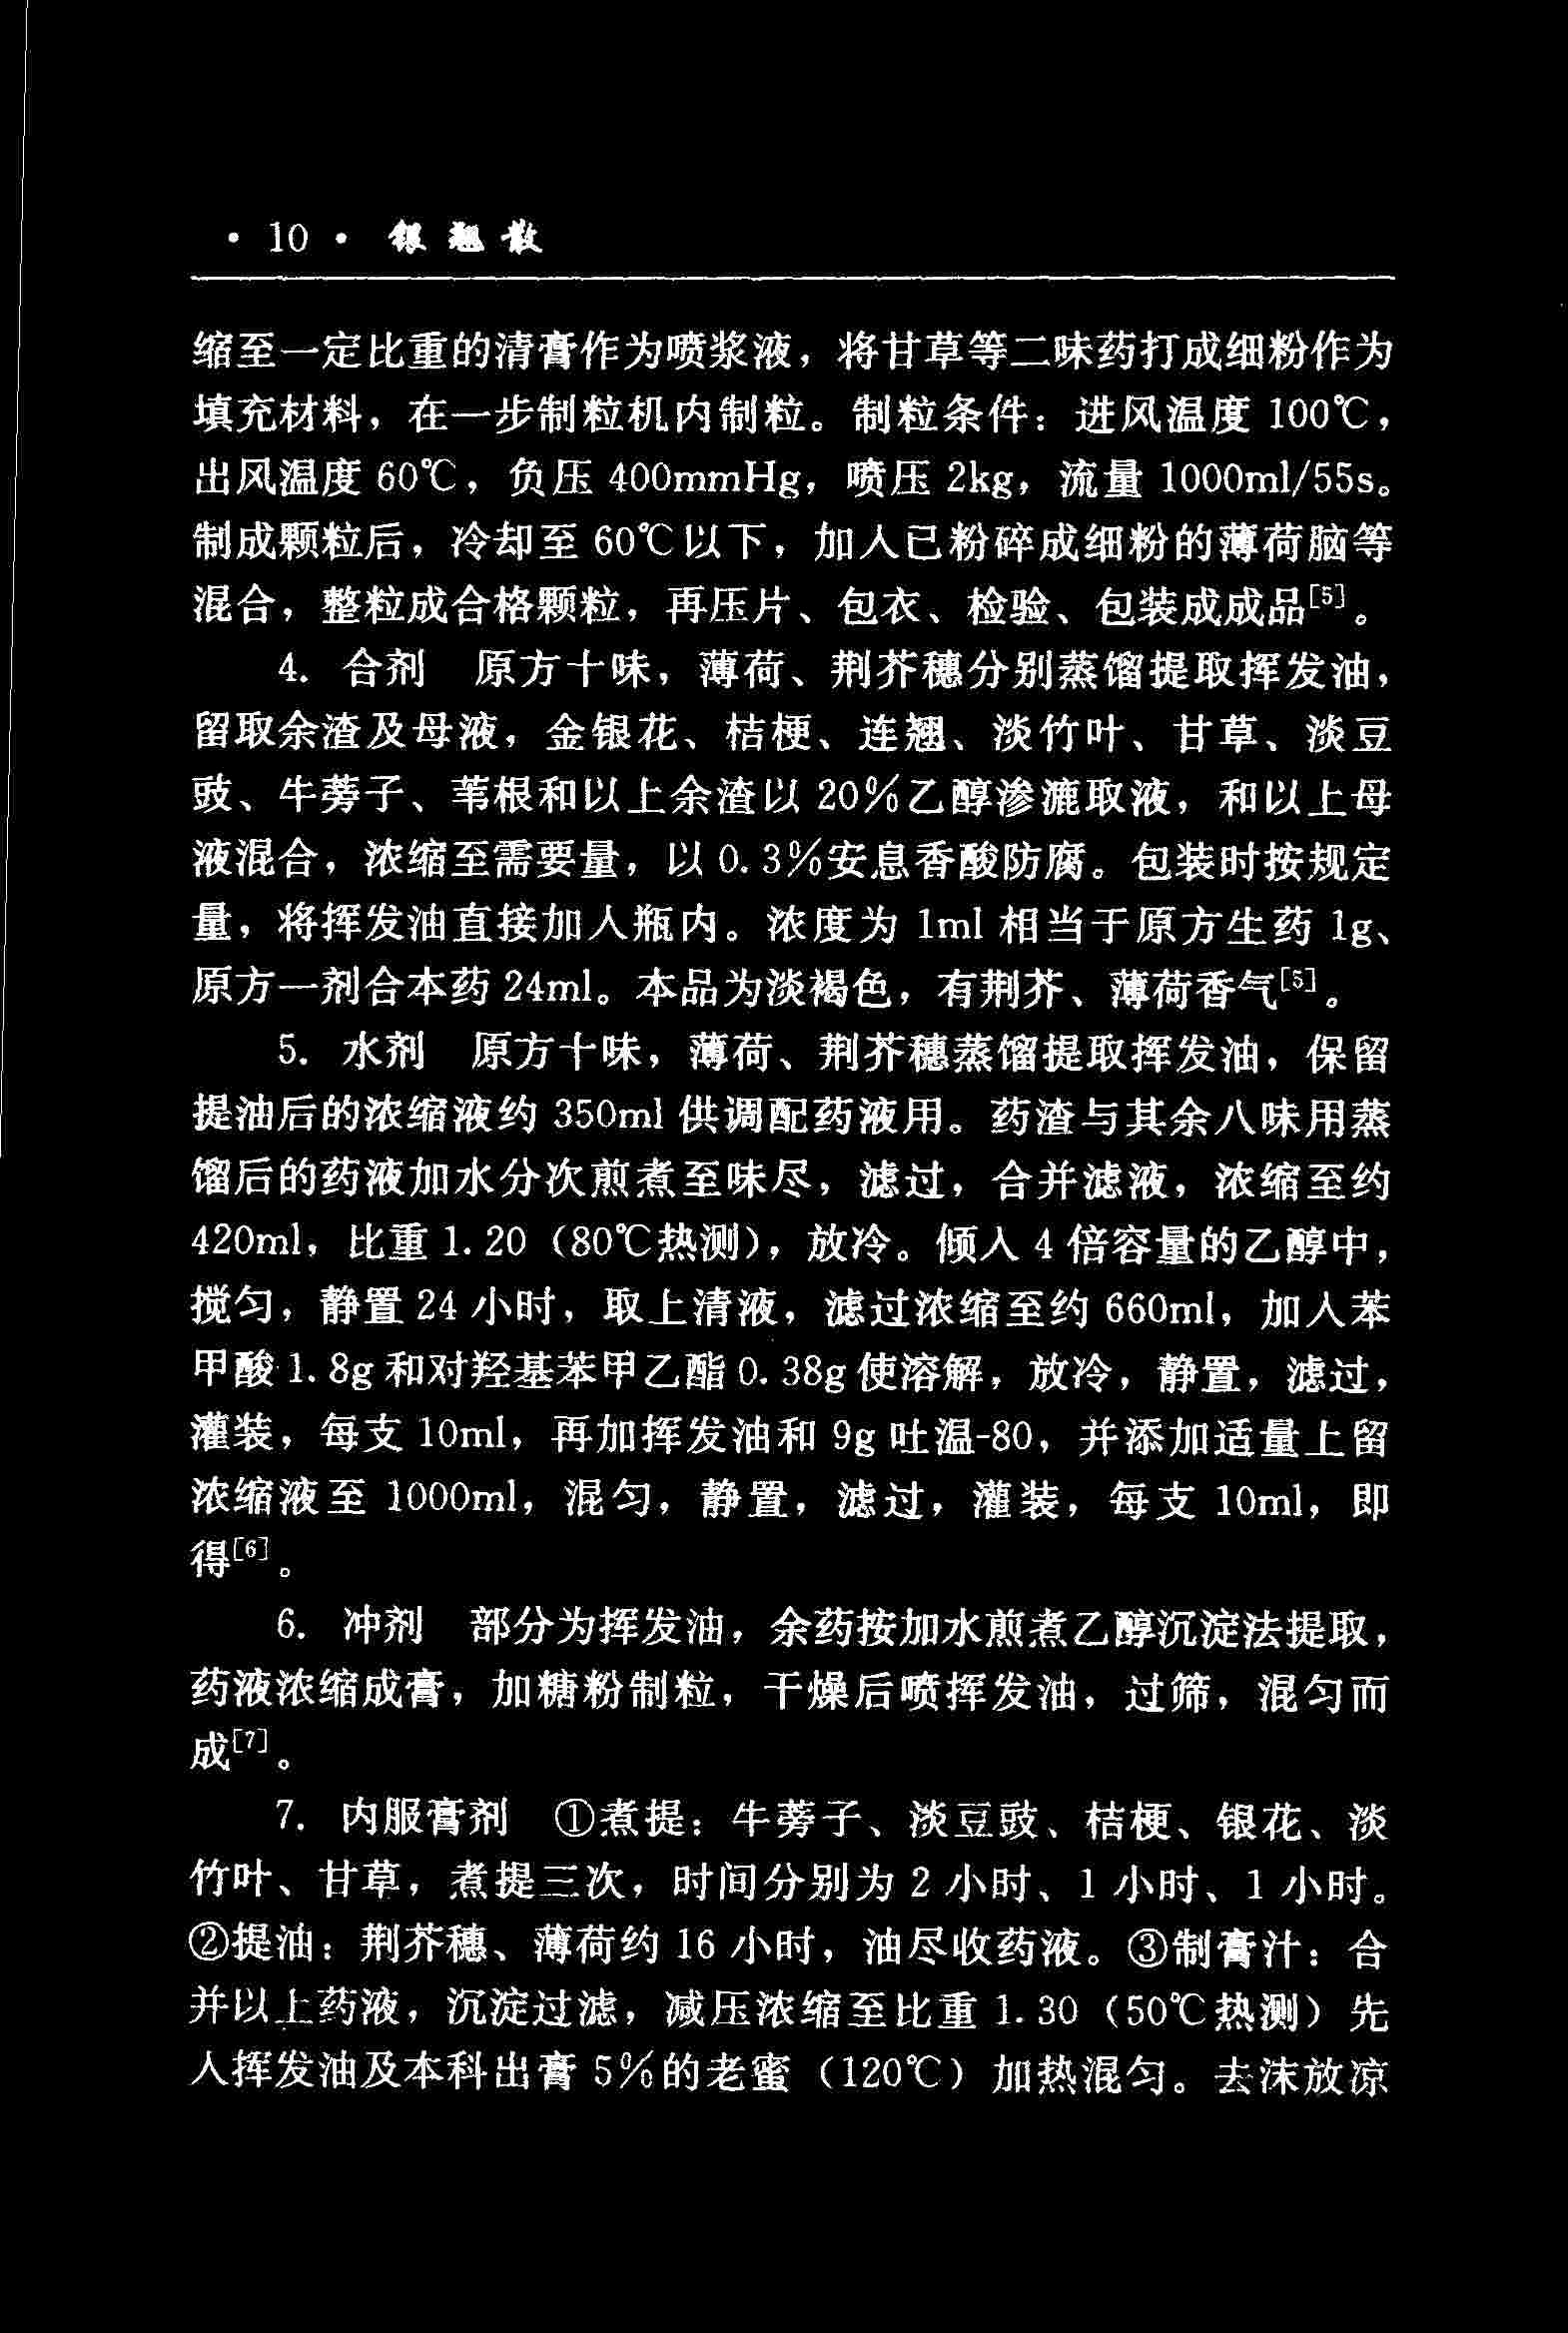 · 10 · 银翘散
缩至一定比重的清膏作为喷浆液，将甘草等二味药打成细粉作为
填充材料，在一步制粒机内制粒。制粒条件：进风温度 100℃，
出风温度 60℃，负压 400mmHg，喷压 2kg，流量 1000ml/55s。
制成颗粒后，冷却至 60℃以下，加入已粉碎成细粉的薄荷脑等
混合，整粒成合格颗粒，再压片、包衣、检验、包装成成品[5]。
4. 合剂 原方十味，薄荷、荆芥穗分别蒸馏提取挥发油，
留取余渣及母液，金银花、桔梗、连翘、淡竹叶、甘草、淡豆
豉、牛蒡子、苇根和以上余渣以 20%乙醇渗漉取液，和以上母
液混合，浓缩至需要量，以 0.3%安息香酸防腐。包装时按规定
量，将挥发油直接加入瓶内。浓度为 1ml 相当于原方生药 1g、
原方一剂合本药 24ml。本品为淡褐色，有荆芥、薄荷香气[5]。
5. 水剂 原方十味，薄荷、荆芥穗蒸馏提取挥发油，保留
提油后的浓缩液约 350ml 供调配药液用。药渣与其余八味用蒸
馏后的药液加水分次煎煮至味尽，滤过，合并滤液，浓缩至约
420ml，比重 1.20（80℃热测），放冷。倾入 4 倍容量的乙醇中，
搅匀，静置 24 小时，取上清液，滤过浓缩至约 660ml，加入苯
甲酸 1.8g 和对羟基苯甲乙酯 0.38g 使溶解，放冷，静置，滤过，
灌装，每支 10ml，再加挥发油和 9g 吐温-80，并添加适量上留
浓缩液至 1000ml，混匀，静置，滤过，灌装，每支 10ml，即
得[6]。
6. 冲剂 部分为挥发油，余药按加水煎煮乙醇沉淀法提取，
药液浓缩成膏，加糖粉制粒，干燥后喷挥发油，过筛，混匀而
成[7]。
7. 内服膏剂 ①煮提：牛蒡子、淡豆豉、桔梗、银花、淡
竹叶、甘草，煮提三次，时间分别为 2 小时、1 小时、1 小时。
②提油：荆芥穗、薄荷约 16 小时，油尽收药液。③制膏汁：合
并以上药液，沉淀过滤，减压浓缩至比重 1.30（50℃热测）先
入挥发油及本科出膏 5%的老蜜（120℃）加热混匀。去沫放凉